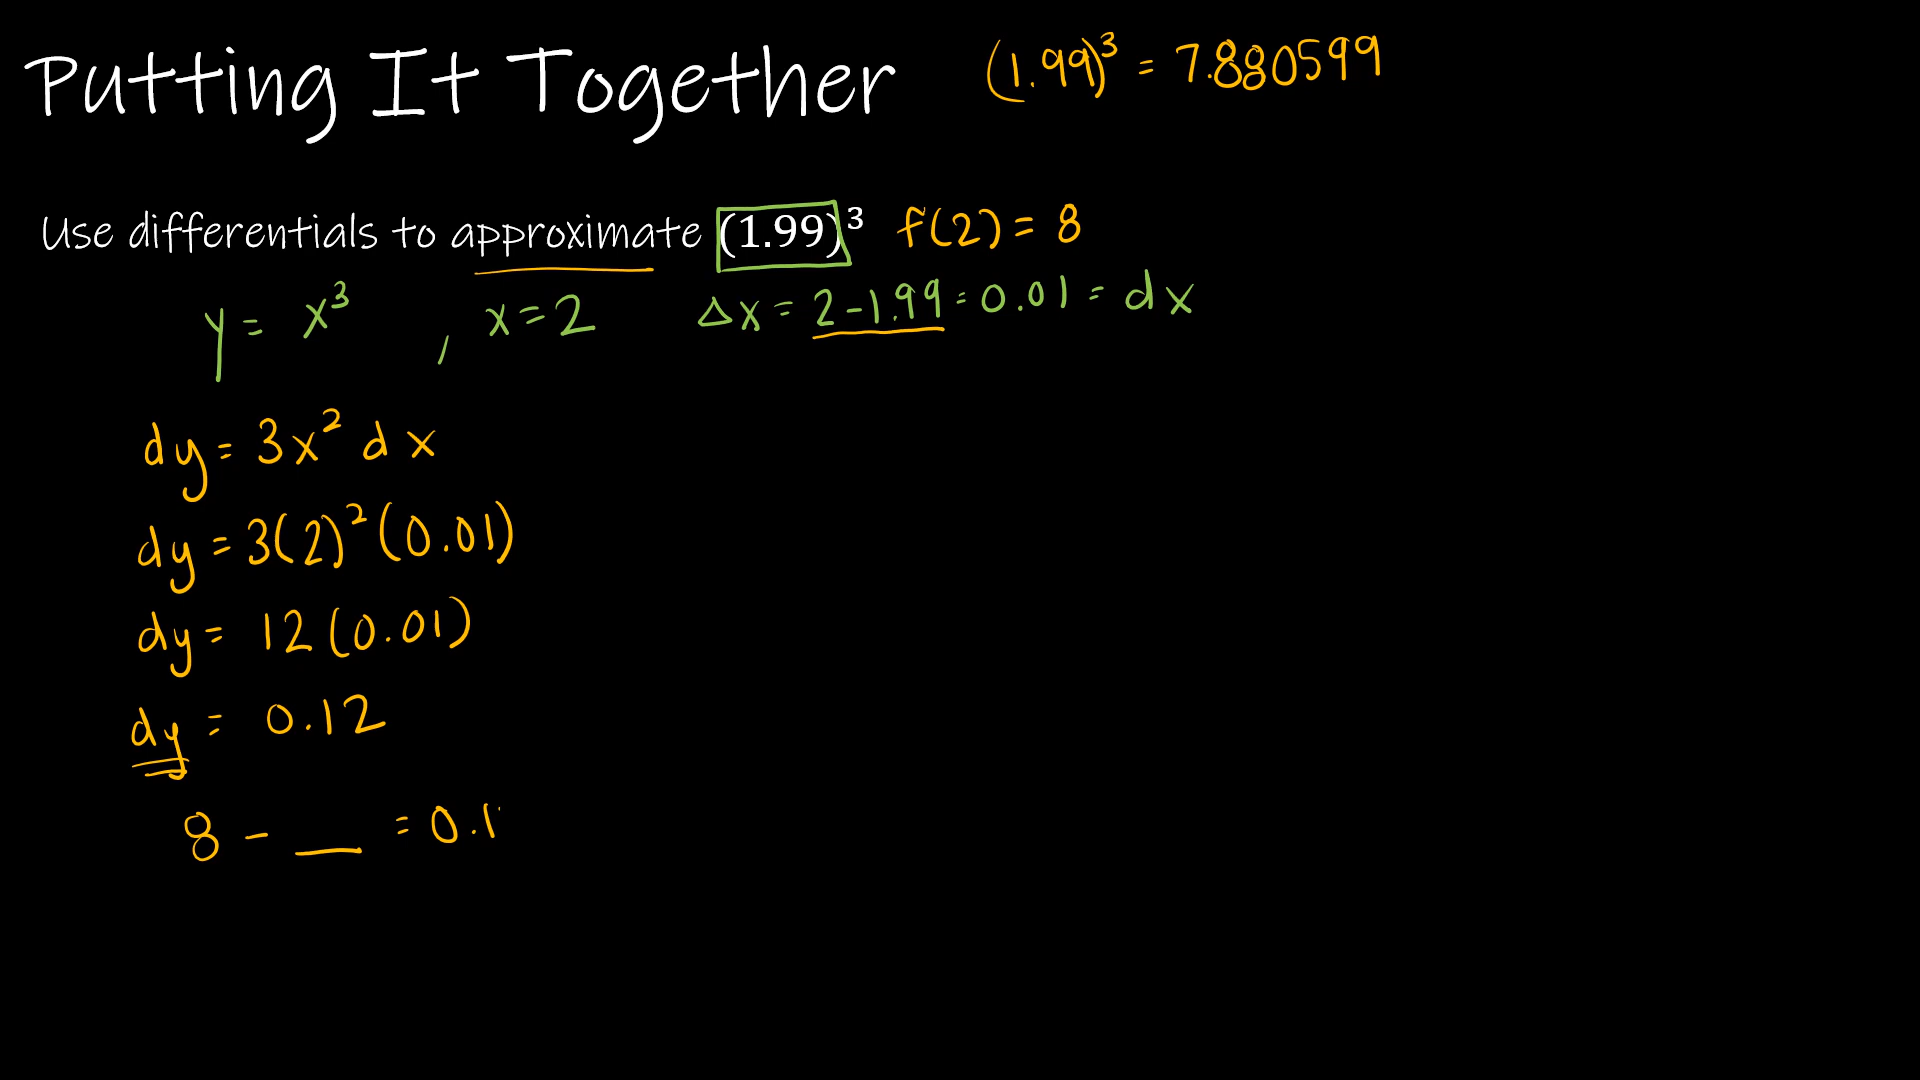 Putting It Together
(1.99)³ = 7.880599
Use differentials to approximate (1.99)³ f(2) = 8
y = x³ , x = 2 Δx = 2 - 1.99 = 0.01 = dx
dy = 3x² dx
dy = 3(2)² (0.01)
dy = 12 (0.01)
dy = 0.12
8 - __ = 0.1